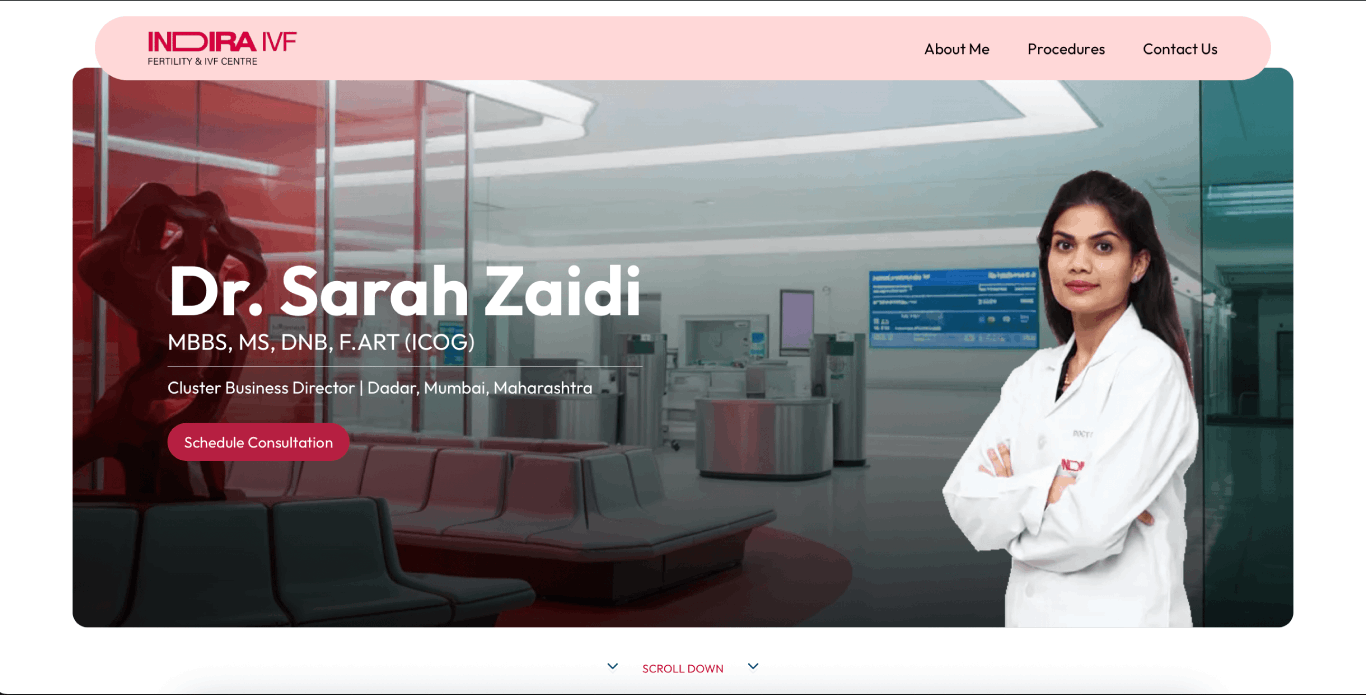 INDIRA IVF
FERTILITY & IVF CENTRE
About Me
Procedures
Contact Us
Dr. Sarah Zaidi
MBBS, MS, DNB, F.ART (ICOG)
Cluster Business Director | Dadar, Mumbai, Maharashtra
Schedule Consultation
SCROLL DOWN